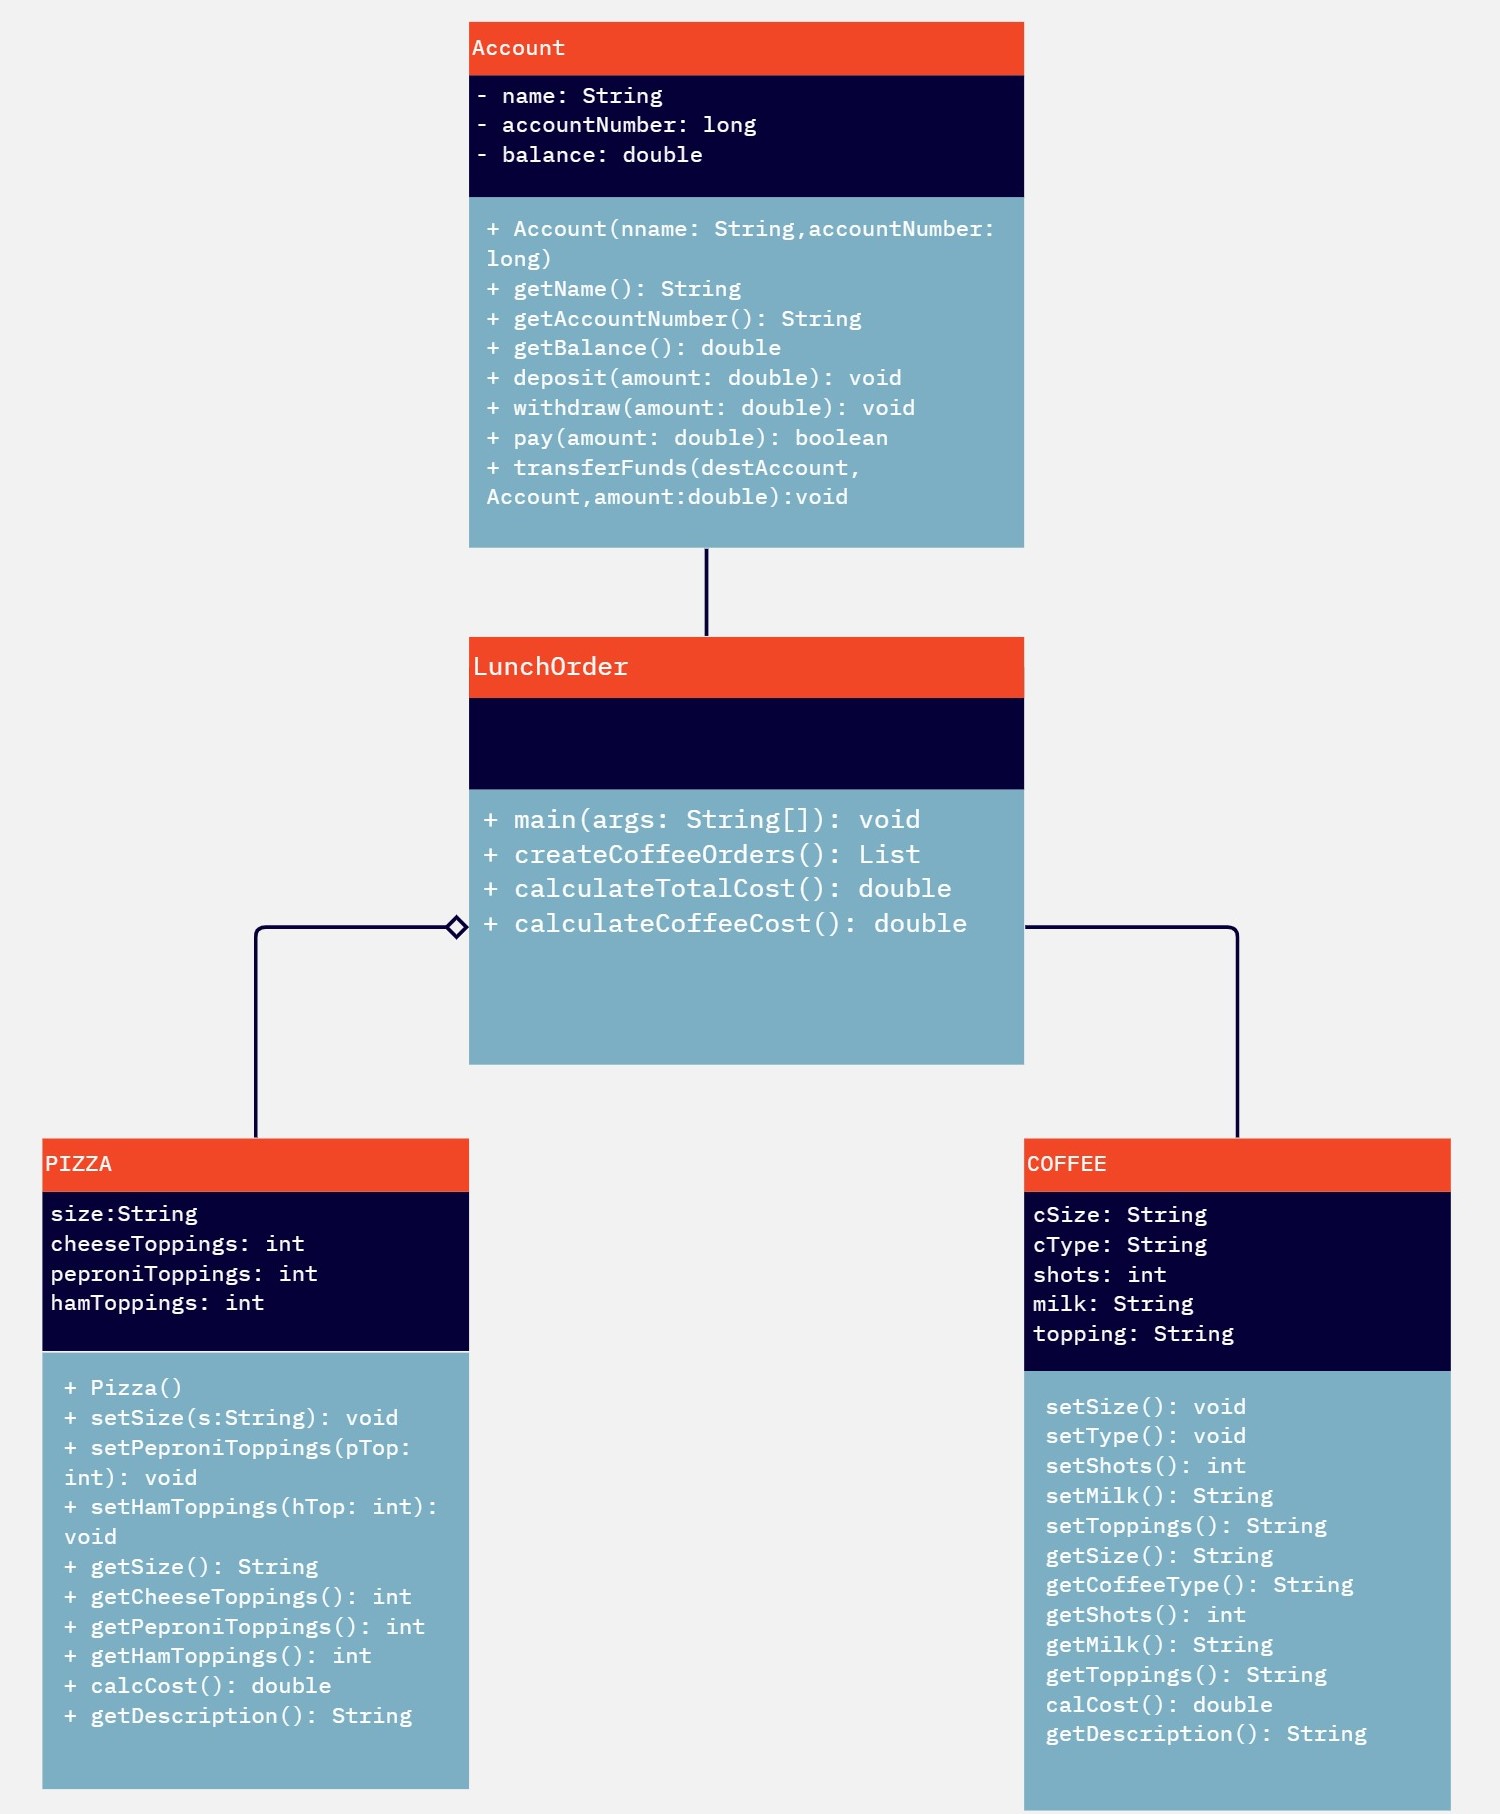 Account
- name: String
- accountNumber: long
- balance: double
+ Account(nname: String,accountNumber:
long)
+ getName(): String
+ getAccountNumber(): String
+ getBalance(): double
+ deposit(amount: double): void
+ withdraw(amount: double): void
+ pay(amount: double): boolean
+ transferFunds(destAccount,
Account,amount:double):void
LunchOrder
+ main(args: String[]): void
+ createCoffeeOrders(): List
+ calculateTotalCost(): double
+ calculateCoffeeCost(): double
PIZZA
size:String
cheeseToppings: int
peproniToppings: int
hamToppings: int
+ Pizza()
+ setSize(s:String): void
+ setPeproniToppings(pTop:
int): void
+ setHamToppings(hTop: int):
void
+ getSize(): String
+ getCheeseToppings(): int
+ getPeproniToppings(): int
+ getHamToppings(): int
+ calcCost(): double
+ getDescription(): String
COFFEE
cSize: String
cType: String
shots: int
milk: String
topping: String
setSize(): void
setType(): void
setShots(): int
setMilk(): String
setToppings(): String
getSize(): String
getCoffeeType(): String
getShots(): int
getMilk(): String
getToppings(): String
calCost(): double
getDescription(): String